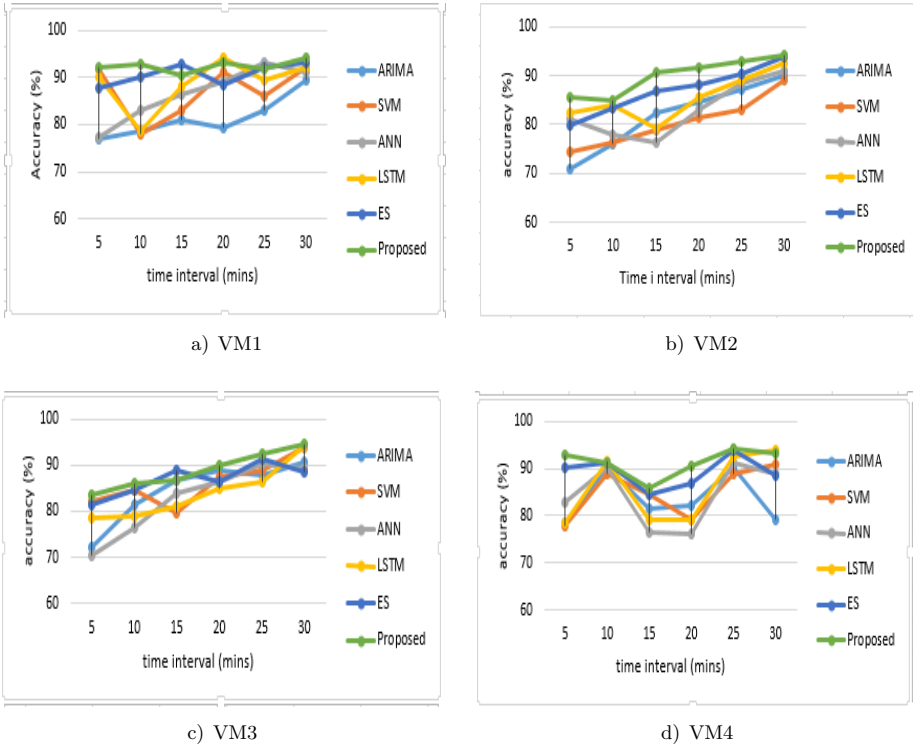 100
90
80
70
60
Accuracy (%)
5 10 15 20 25 30
time interval (mins)
ARIMA
SVM
ANN
LSTM
ES
Proposed
a) VM1
100
90
80
70
60
accuracy (%)
5 10 15 20 25 30
Time i nterval (mins)
ARIMA
SVM
ANN
LSTM
ES
Proposed
b) VM2
100
90
80
70
60
accuracy (%)
5 10 15 20 25 30
time interval (mins)
ARIMA
SVM
ANN
LSTM
ES
Proposed
c) VM3
100
90
80
70
60
accuracy (%)
5 10 15 20 25 30
time interval (mins)
ARIMA
SVM
ANN
LSTM
ES
Proposed
d) VM4